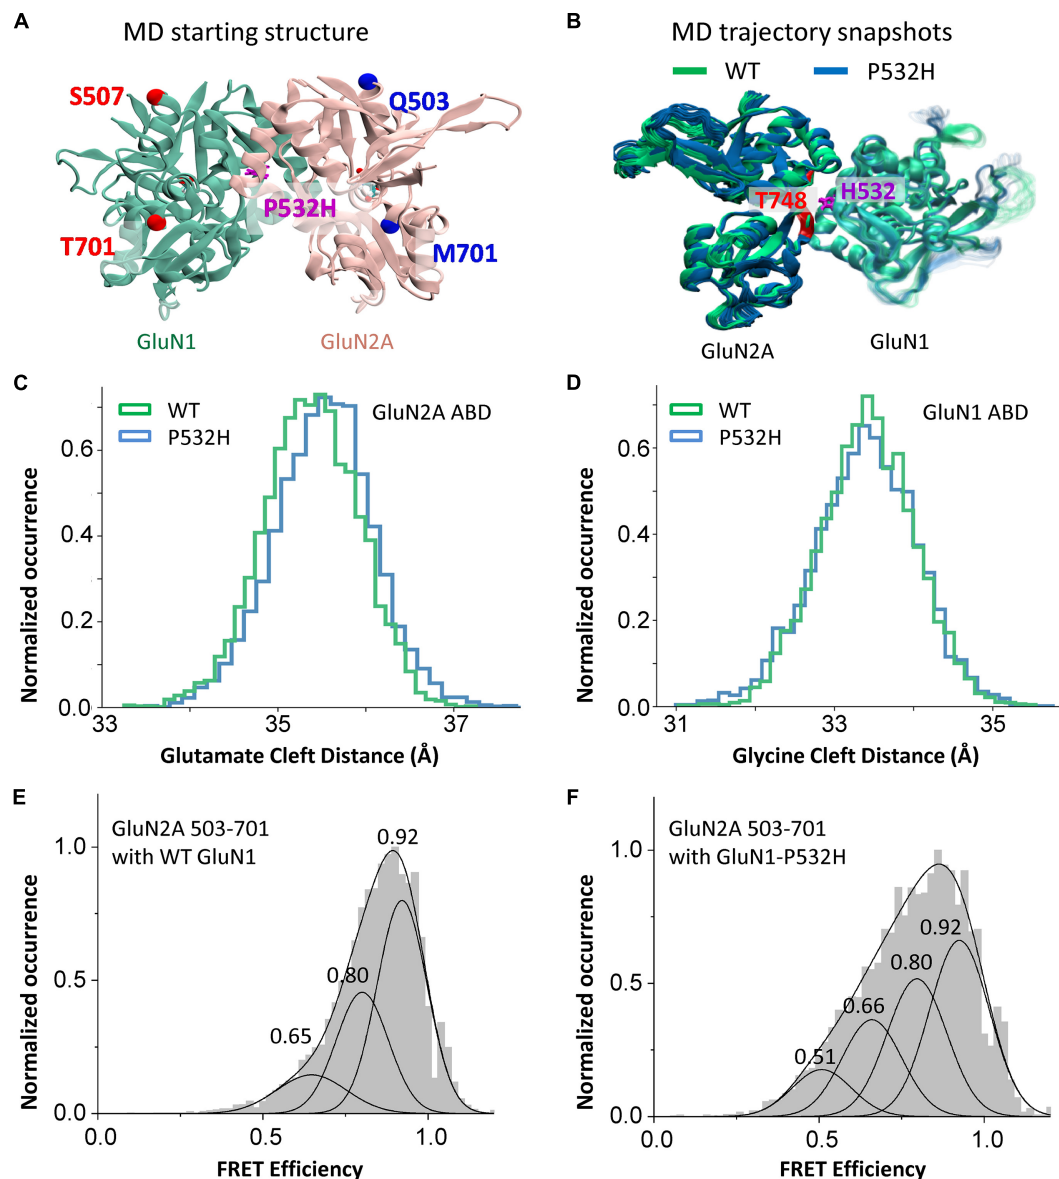 A
MD starting structure
S507
Q503
P532H
T701
M701
GluN1
GluN2A
B
MD trajectory snapshots
WT
P532H
T748
H532
GluN2A
GluN1
C
WT
P532H
GluN2A ABD
Normalized occurrence
0.6
0.4
0.2
0.0
33
35
37
Glutamate Cleft Distance (Å)
D
WT
P532H
GluN1 ABD
Normalized occurrence
0.6
0.4
0.2
0.0
31
33
35
Glycine Cleft Distance (Å)
E
GluN2A 503-701
with WT GluN1
0.92
0.80
0.65
Normalized occurrence
1.0
0.5
0.0
0.0
0.5
1.0
FRET Efficiency
F
GluN2A 503-701
with GluN1-P532H
0.92
0.80
0.66
0.51
Normalized occurrence
1.0
0.5
0.0
0.0
0.5
1.0
FRET Efficiency